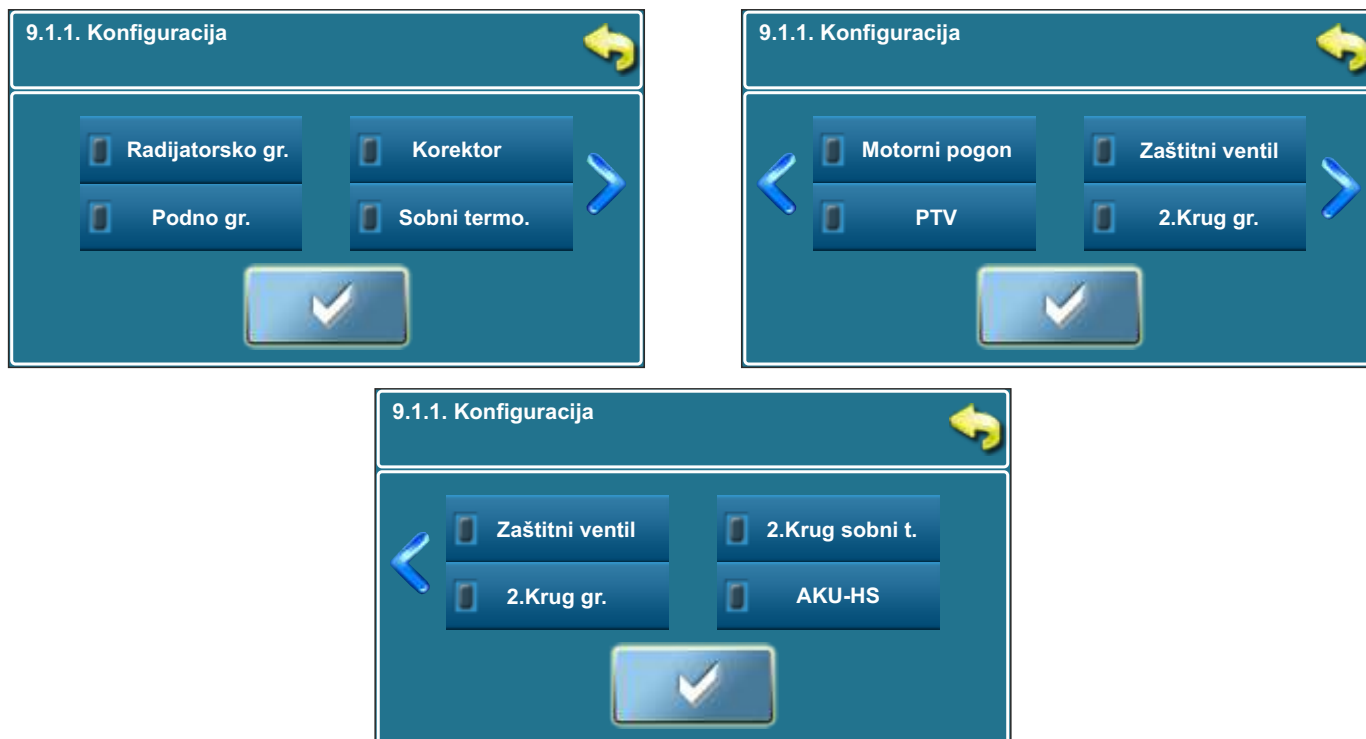 9.1.1. Konfiguracija
Radijatorsko gr.
Korektor
Podno gr.
Sobni termo.
9.1.1. Konfiguracija
Motorni pogon
Zaštitni ventil
PTV
2.Krug gr.
9.1.1. Konfiguracija
Zaštitni ventil
2.Krug sobni t.
2.Krug gr.
AKU-HS